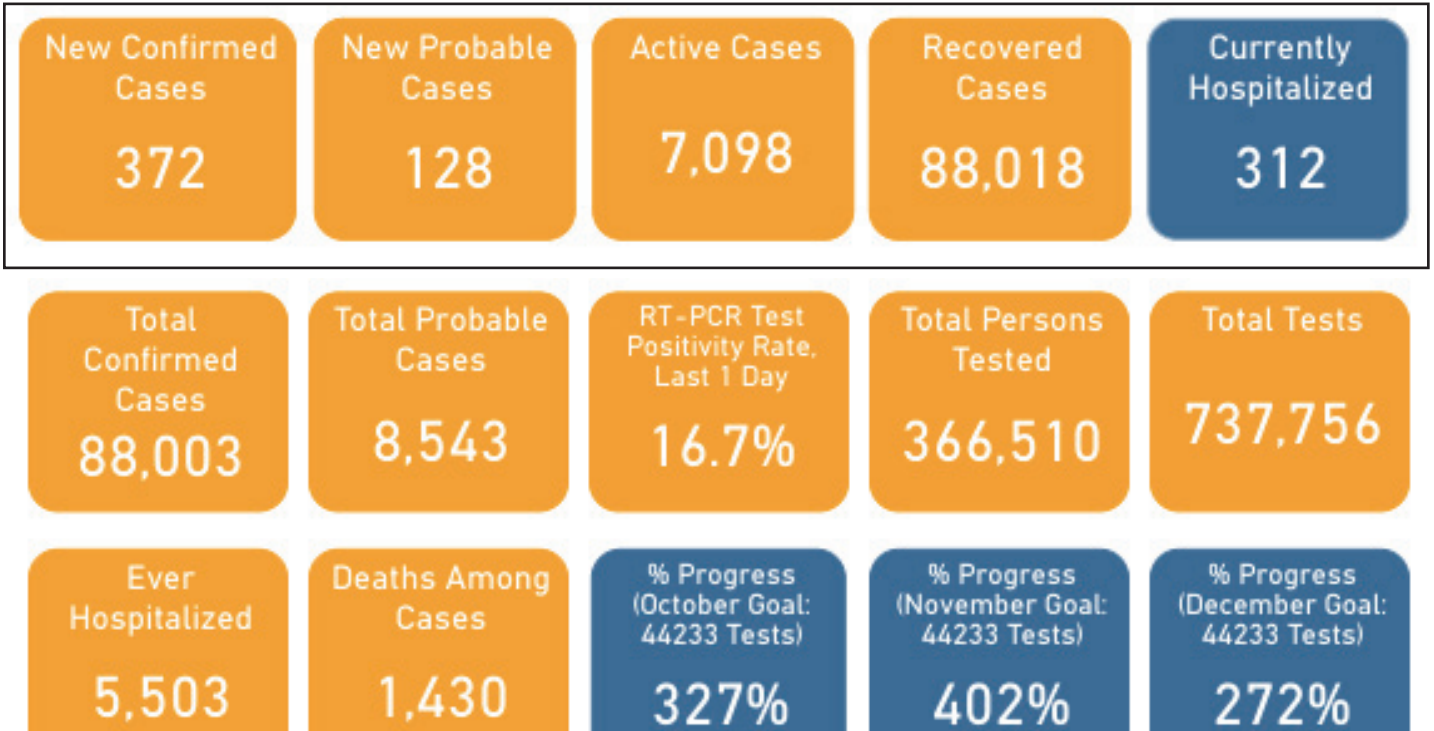 New Confirmed
Cases
372
New Probable
Cases
128
Active Cases
7,098
Recovered
Cases
88,018
Currently
Hospitalized
312
Total
Confirmed
Cases
88,003
Total Probable
Cases
8,543
RT-PCR Test
Positivity Rate,
Last 1 Day
16.7%
Total Persons
Tested
366,510
Total Tests
737,756
Ever
Hospitalized
5,503
Deaths Among
Cases
1,430
% Progress
(October Goal:
44233 Tests)
327%
% Progress
(November Goal:
44233 Tests)
402%
% Progress
(December Goal:
44233 Tests)
272%